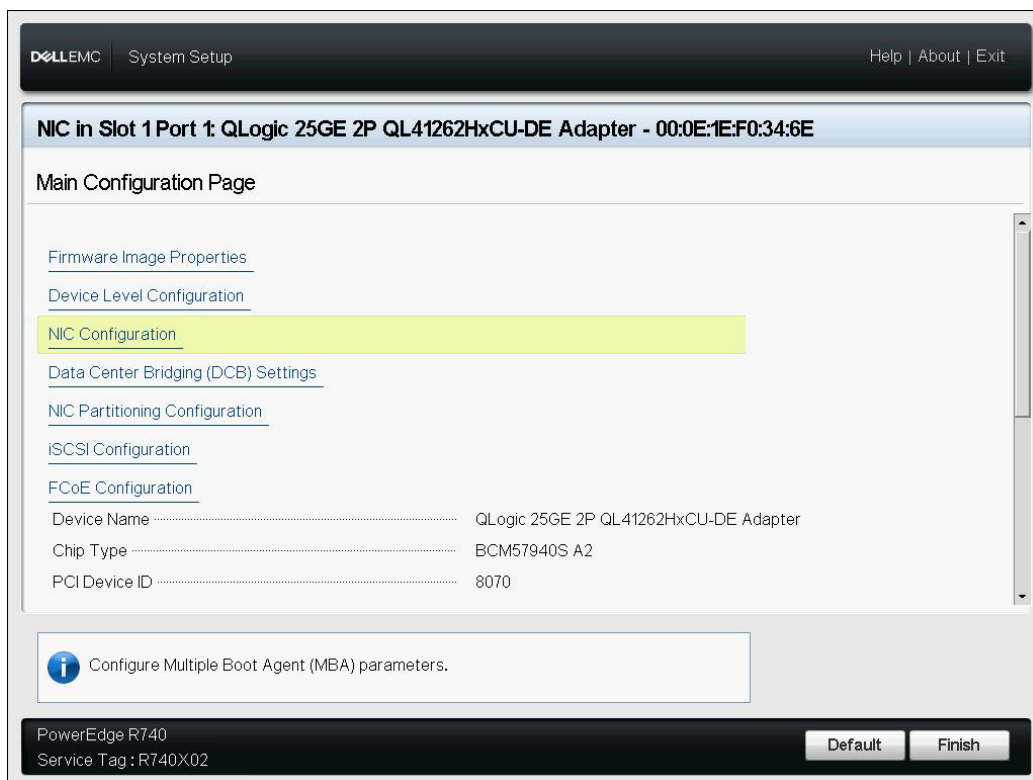 DELLEMC System Setup Help | About | Exit
NIC in Slot 1 Port 1: QLogic 25GE 2P QL41262HxCU-DE Adapter - 00:0E:1E:F0:34:6E
Main Configuration Page
Firmware Image Properties
Device Level Configuration
NIC Configuration
Data Center Bridging (DCB) Settings
NIC Partitioning Configuration
iSCSI Configuration
FCoE Configuration
Device Name QLogic 25GE 2P QL41262HxCU-DE Adapter
Chip Type BCM57940S A2
PCI Device ID 8070
Configure Multiple Boot Agent (MBA) parameters.
PowerEdge R740
Service Tag : R740X02
Default Finish